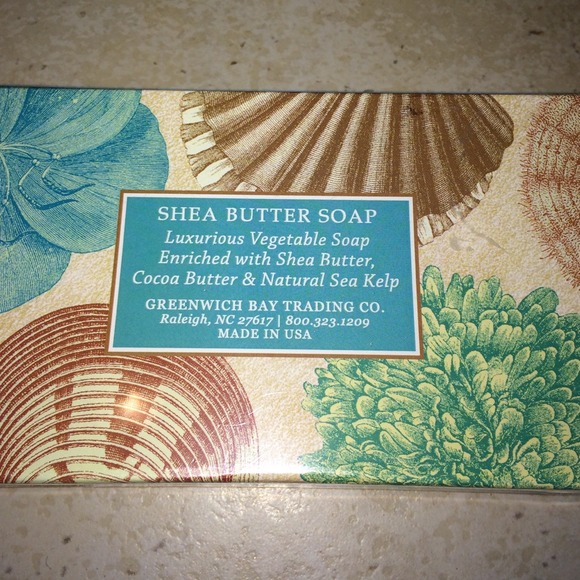 SHEA BUTTER SOAP
Luxurious Vegetable Soap
Enriched with Shea Butter,
Cocoa Butter & Natural Sea Kelp
GREENWICH BAY TRADING CO.
Raleigh, NC 27617 | 800.323.1209
MADE IN USA